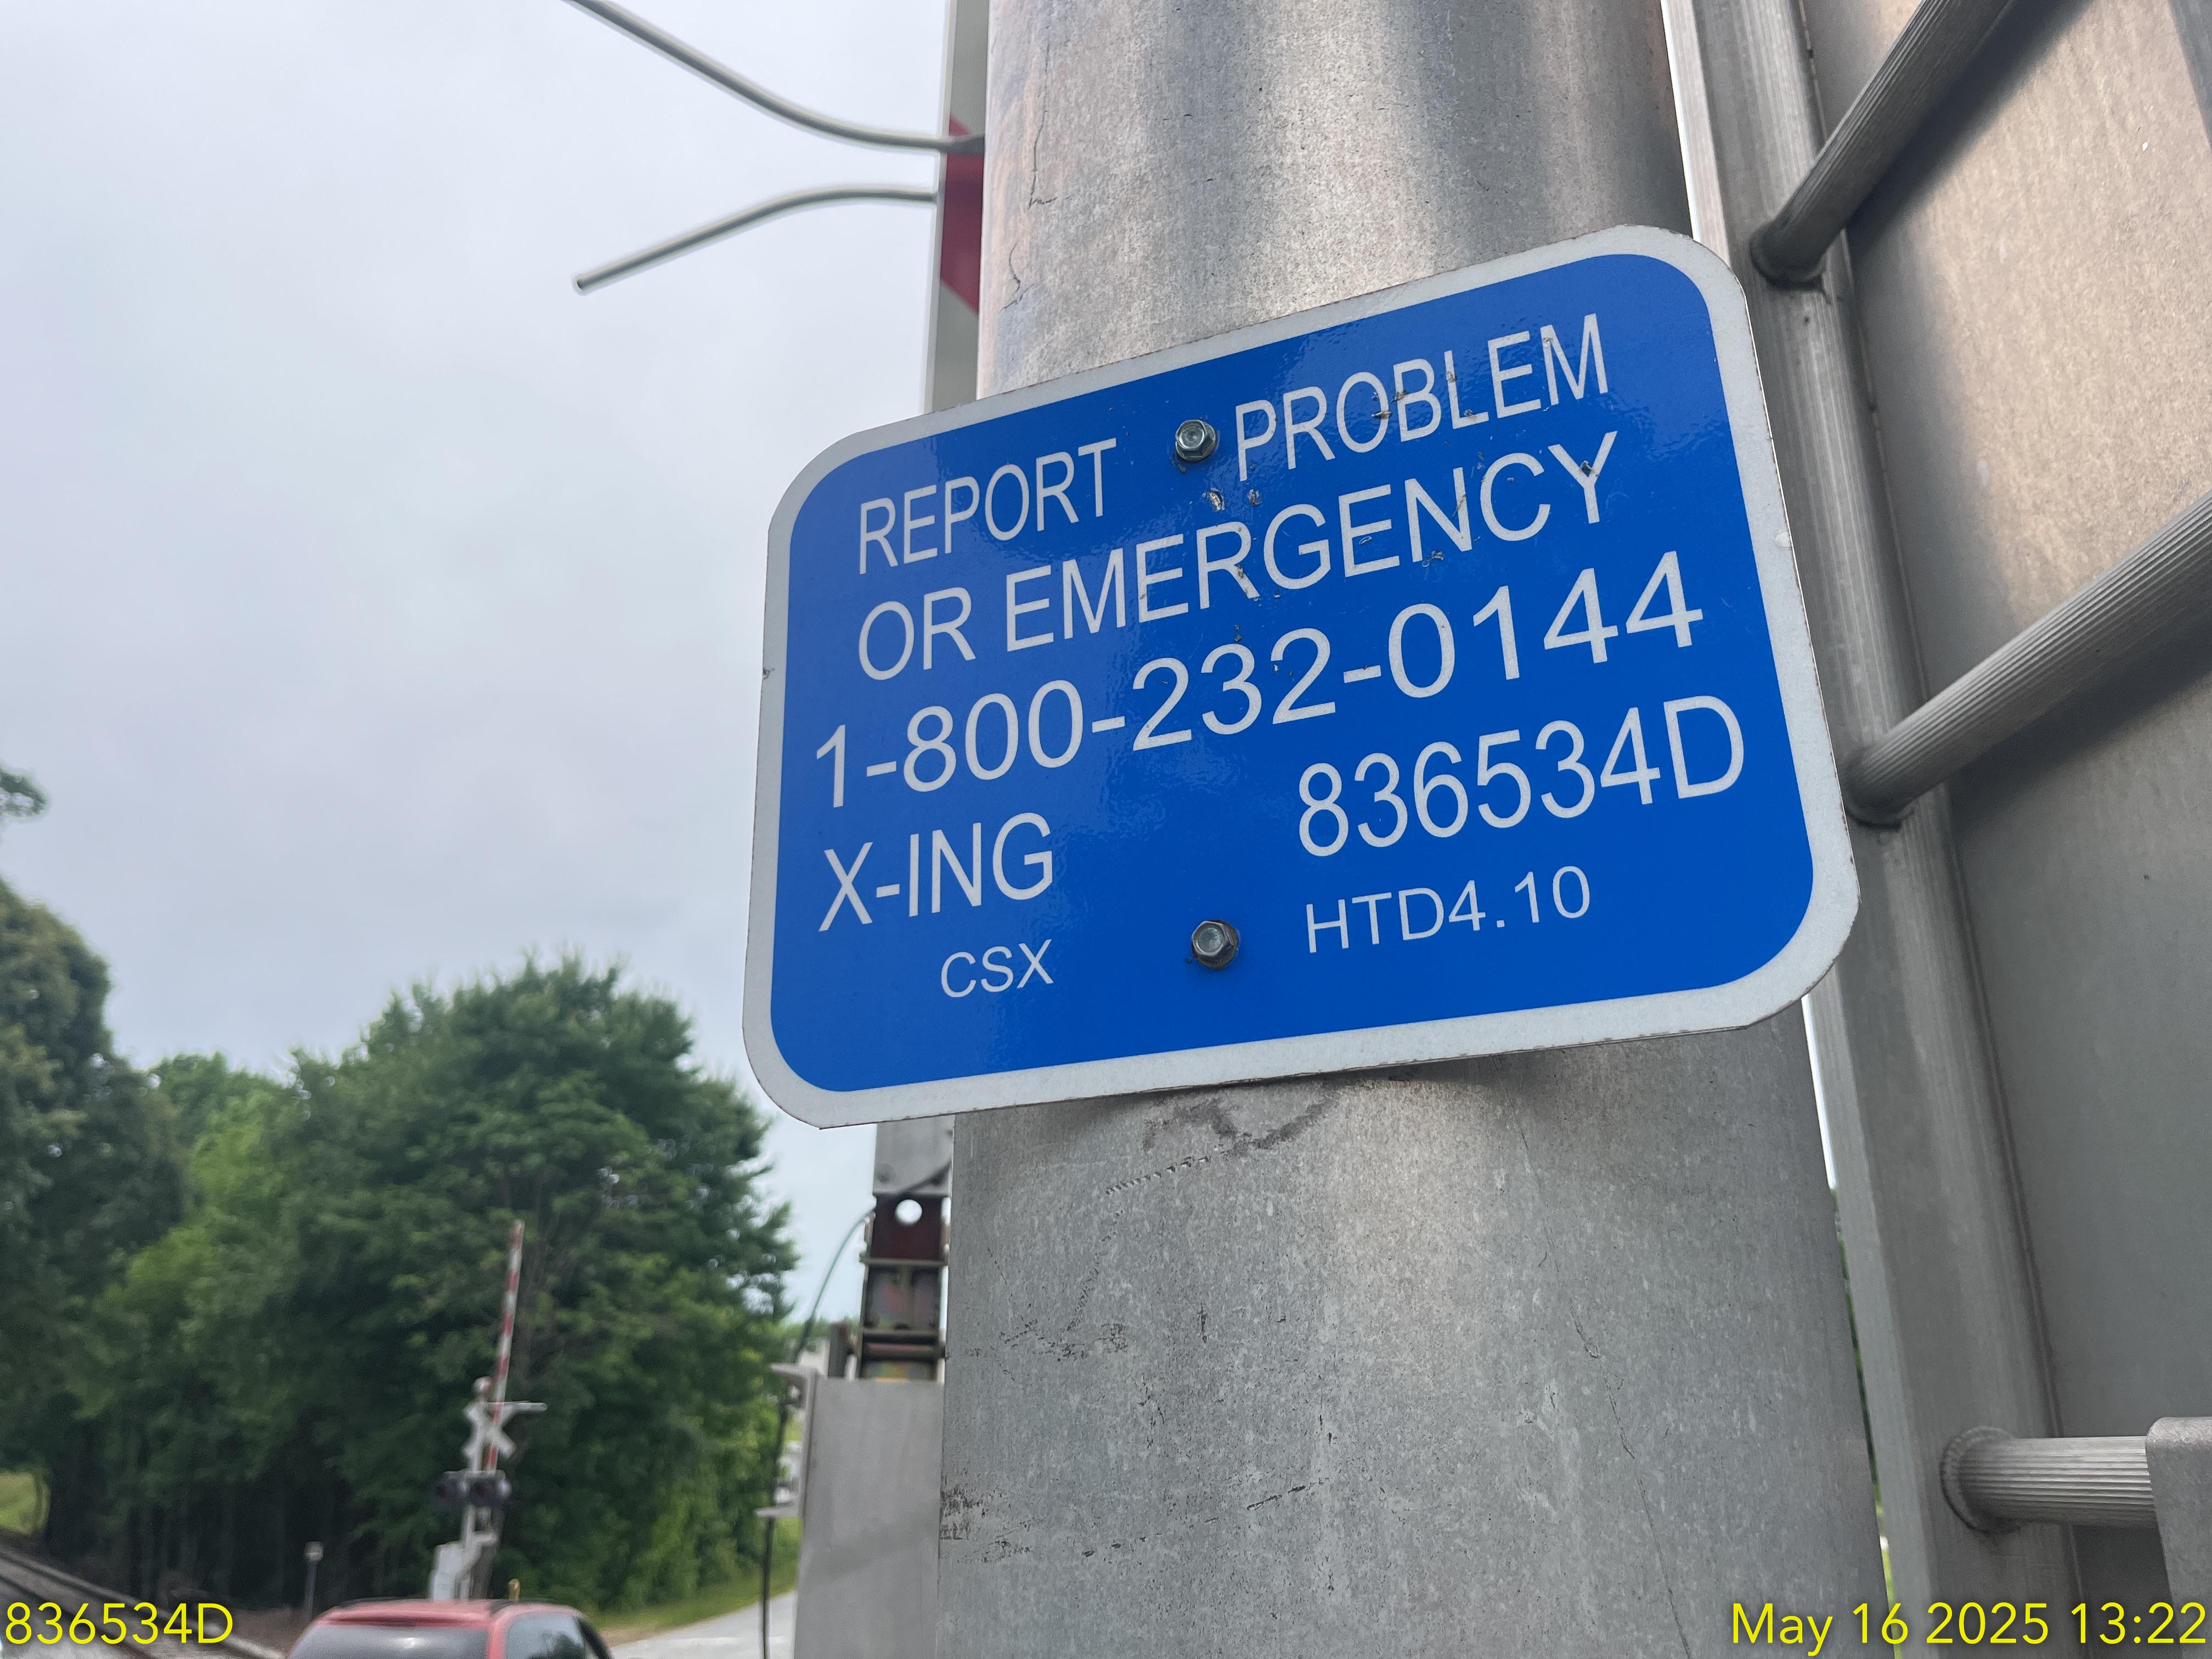 REPORT PROBLEM
OR EMERGENCY
1-800-232-0144
X-ING 836534D
CSX HTD4.10
836534D
May 16 2025 13:22